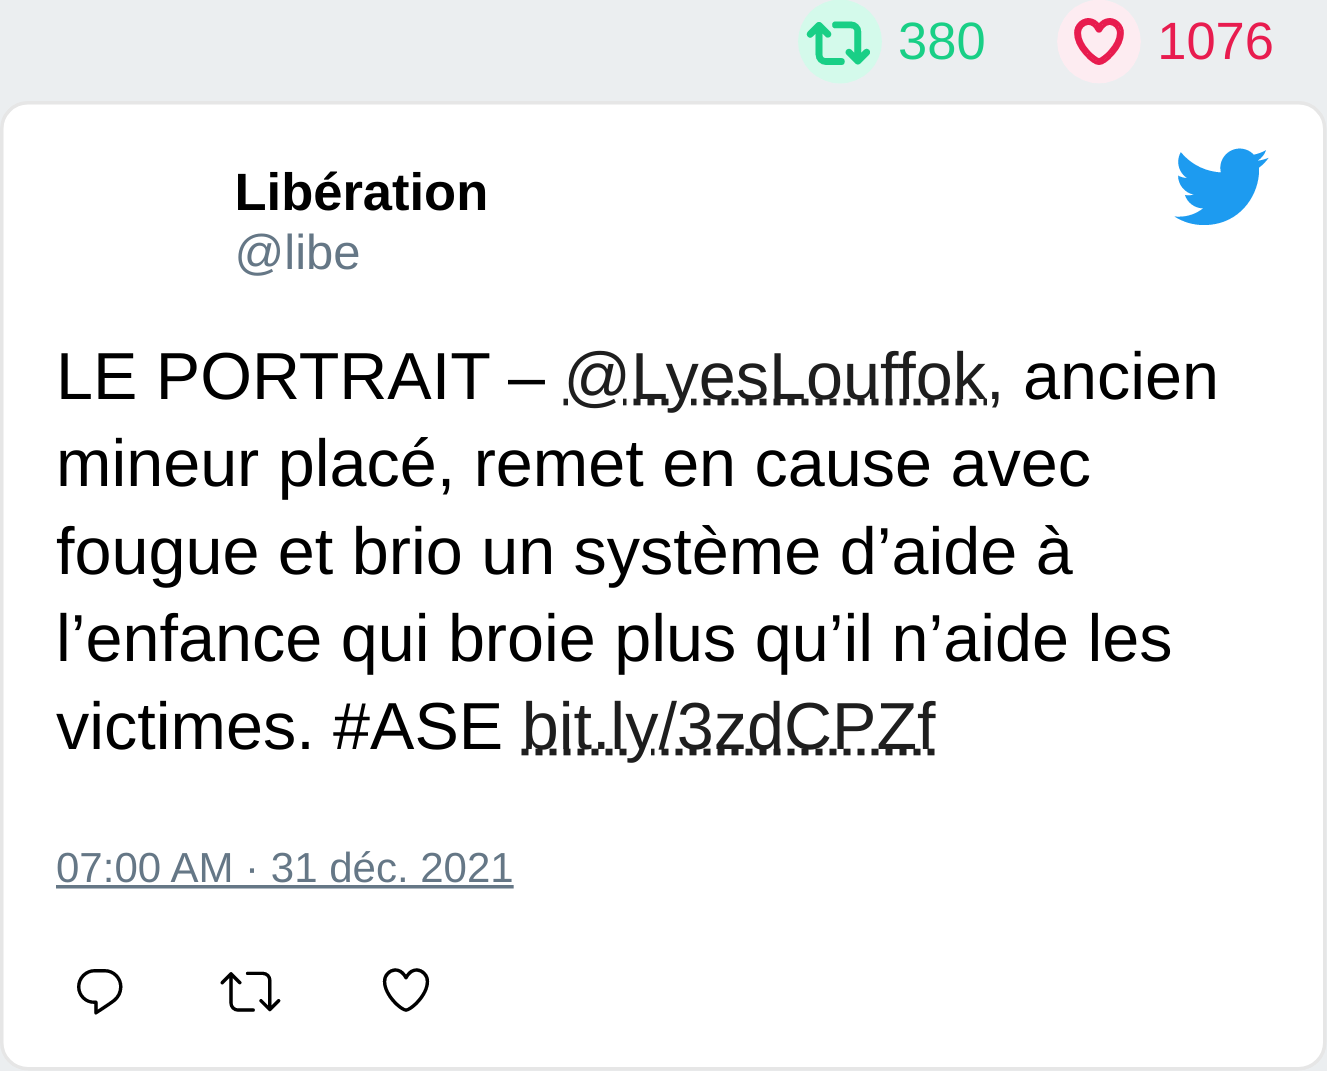 380 1076
Libération
@libe
LE PORTRAIT – @LyesLouffok, ancien
mineur placé, remet en cause avec
fougue et brio un système d’aide à
l’enfance qui broie plus qu’il n’aide les
victimes. #ASE bit.ly/3zdCPZf
07:00 AM · 31 déc. 2021